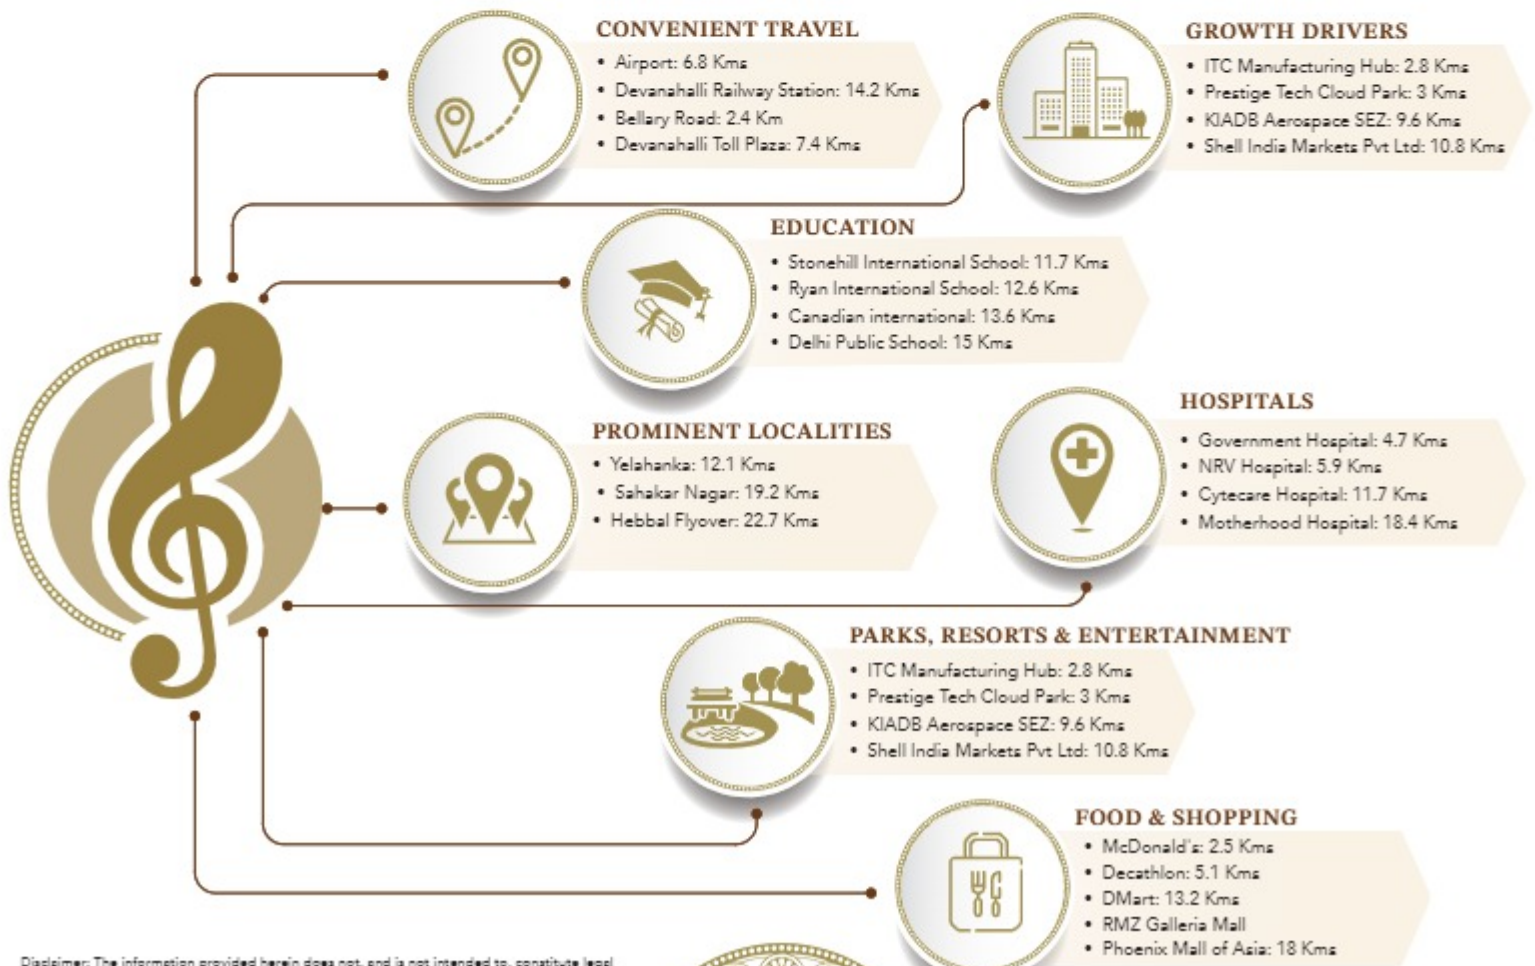 CONVENIENT TRAVEL
• Airport: 6.8 Kms
• Devanahalli Railway Station: 14.2 Kms
• Bellary Road: 2.4 Km
• Devanahalli Toll Plaza: 7.4 Kms
GROWTH DRIVERS
• ITC Manufacturing Hub: 2.8 Kms
• Prestige Tech Cloud Park: 3 Kms
• KIADB Aerospace SEZ: 9.6 Kms
• Shell India Markets Pvt Ltd: 10.8 Kms
EDUCATION
• Stonehill International School: 11.7 Kms
• Ryan International School: 12.6 Kms
• Canadian international: 13.6 Kms
• Delhi Public School: 15 Kms
PROMINENT LOCALITIES
• Yelahanka: 12.1 Kms
• Sahakar Nagar: 19.2 Kms
• Hebbal Flyover: 22.7 Kms
HOSPITALS
• Government Hospital: 4.7 Kms
• NRV Hospital: 5.9 Kms
• Cytecare Hospital: 11.7 Kms
• Motherhood Hospital: 18.4 Kms
PARKS, RESORTS & ENTERTAINMENT
• ITC Manufacturing Hub: 2.8 Kms
• Prestige Tech Cloud Park: 3 Kms
• KIADB Aerospace SEZ: 9.6 Kms
• Shell India Markets Pvt Ltd: 10.8 Kms
FOOD & SHOPPING
• McDonald's: 2.5 Kms
• Decathlon: 5.1 Kms
• DMart: 13.2 Kms
• RMZ Galleria Mall
• Phoenix Mall of Asia: 18 Kms
Disclaimer: The information provided herein does not, and is not intended to, constitute legal